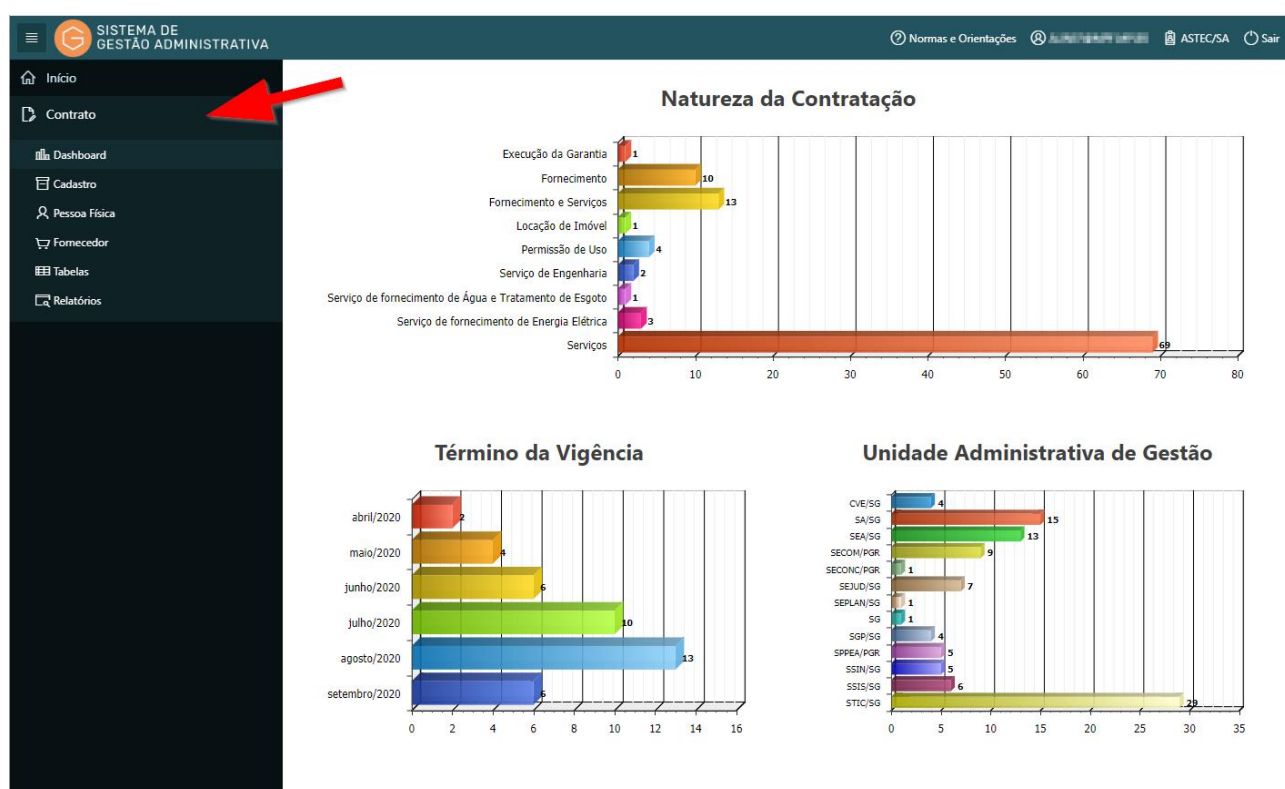 SISTEMA DE
GESTÃO ADMINISTRATIVA
Normas e Orientações
ASTEC/SA
Sair
Início
Contrato
Dashboard
Cadastro
Pessoa Física
Fornecedor
Tabelas
Relatórios
Natureza da Contratação
Execução da Garantia 1
Fornecimento 10
Fornecimento e Serviços 13
Locação de Imóvel 1
Permissão de Uso 4
Serviço de Engenharia 2
Serviço de fornecimento de Água e Tratamento de Esgoto 1
Serviço de fornecimento de Energia Elétrica 3
Serviços 69
0 10 20 30 40 50 60 70 80
Término da Vigência
abril/2020 2
maio/2020 4
junho/2020 6
julho/2020 10
agosto/2020 13
setembro/2020 6
0 2 4 6 8 10 12 14 16
Unidade Administrativa de Gestão
CVE/SG 4
SA/SG 15
SEA/SG 13
SECOM/PGR 9
SECONC/PGR 1
SEJUD/SG 7
SEPLAN/SG 1
SG 1
SGP/SG 4
SPPEA/PGR 5
SSIN/SG 5
SSIS/SG 6
STIC/SG 29
0 5 10 15 20 25 30 35